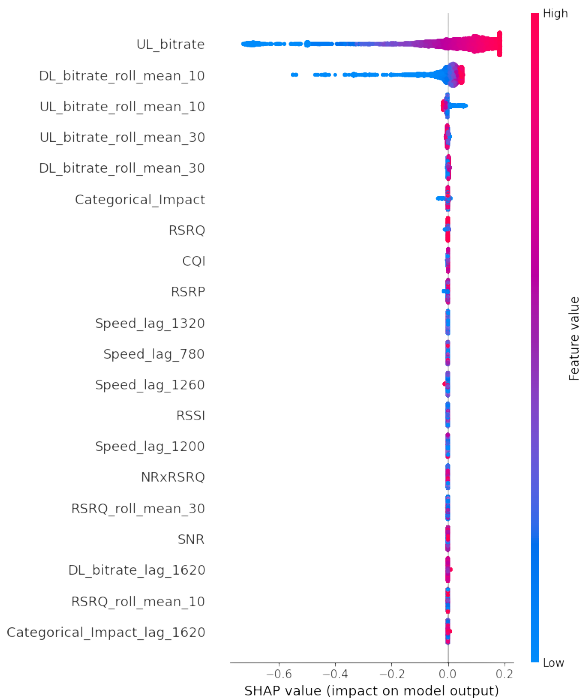 High
UL_bitrate
DL_bitrate_roll_mean_10
UL_bitrate_roll_mean_10
UL_bitrate_roll_mean_30
DL_bitrate_roll_mean_30
Categorical_Impact
RSRQ
CQI
RSRP
Speed_lag_1320
Speed_lag_780
Speed_lag_1260
RSSI
Speed_lag_1200
NRxRSRQ
RSRQ_roll_mean_30
SNR
DL_bitrate_lag_1620
RSRQ_roll_mean_10
Categorical_Impact_lag_1620
Feature value
Low
−0.6 −0.4 −0.2 0.0 0.2
SHAP value (impact on model output)